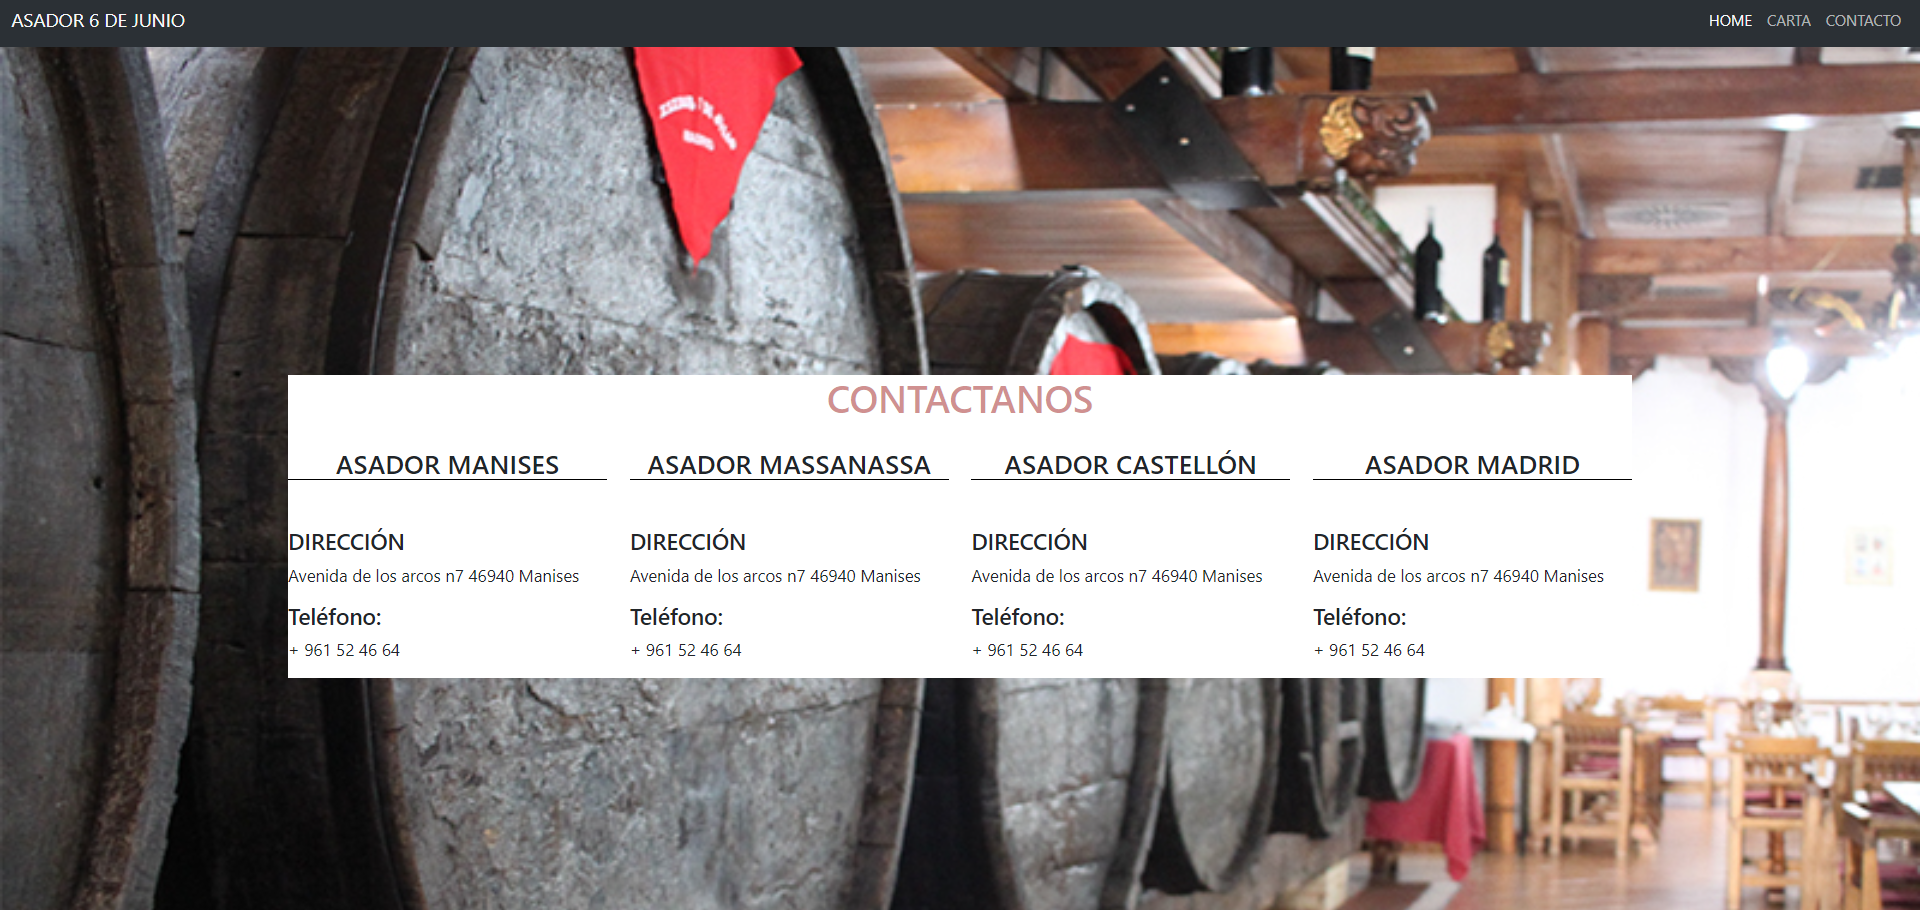 ASADOR 6 DE JUNIO
HOME CARTA CONTACTO
CONTACTANOS
ASADOR MANISES
DIRECCIÓN
Avenida de los arcos n7 46940 Manises
Teléfono:
+ 961 52 46 64
ASADOR MASSANASSA
DIRECCIÓN
Avenida de los arcos n7 46940 Manises
Teléfono:
+ 961 52 46 64
ASADOR CASTELLÓN
DIRECCIÓN
Avenida de los arcos n7 46940 Manises
Teléfono:
+ 961 52 46 64
ASADOR MADRID
DIRECCIÓN
Avenida de los arcos n7 46940 Manises
Teléfono:
+ 961 52 46 64